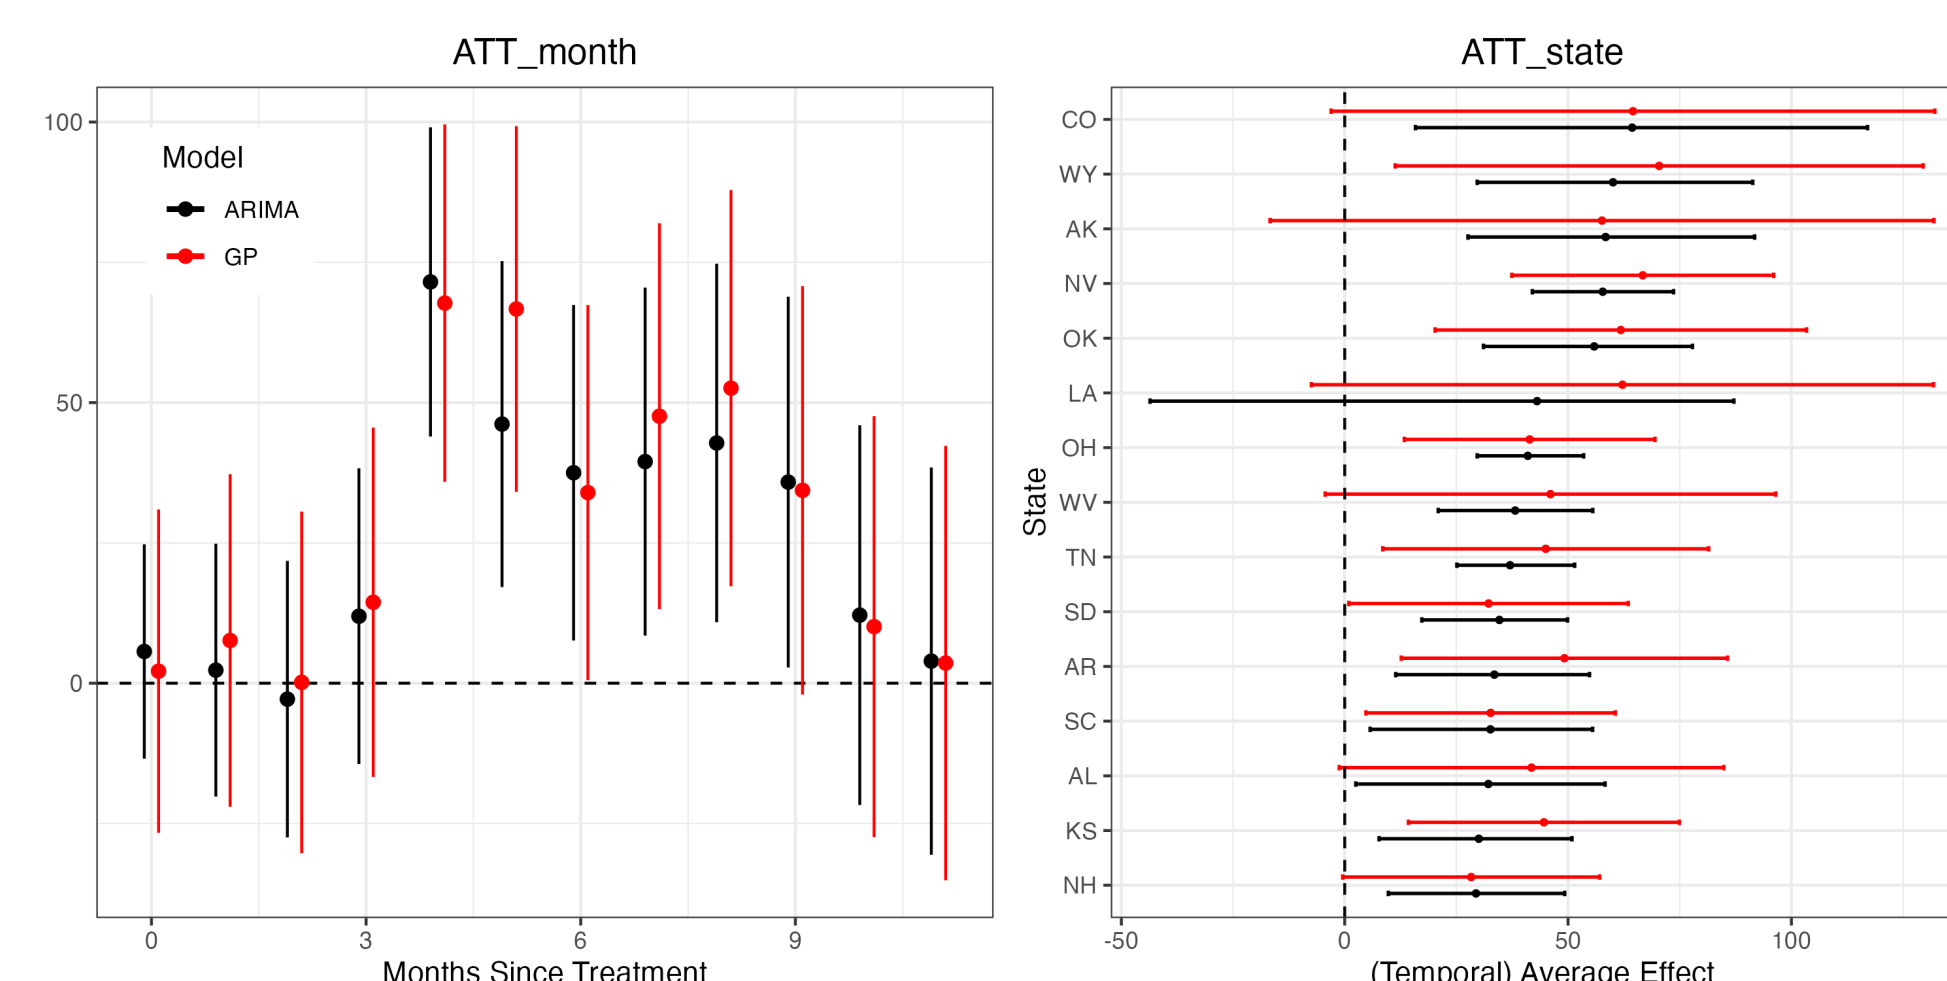 ATT_month
100
50
0
Model
ARIMA
GP
0 3 6 9
Months Since Treatment
ATT_state
State
CO
WY
AK
NV
OK
LA
OH
WV
TN
SD
AR
SC
AL
KS
NH
-50 0 50 100
(Temporal) Average Effect